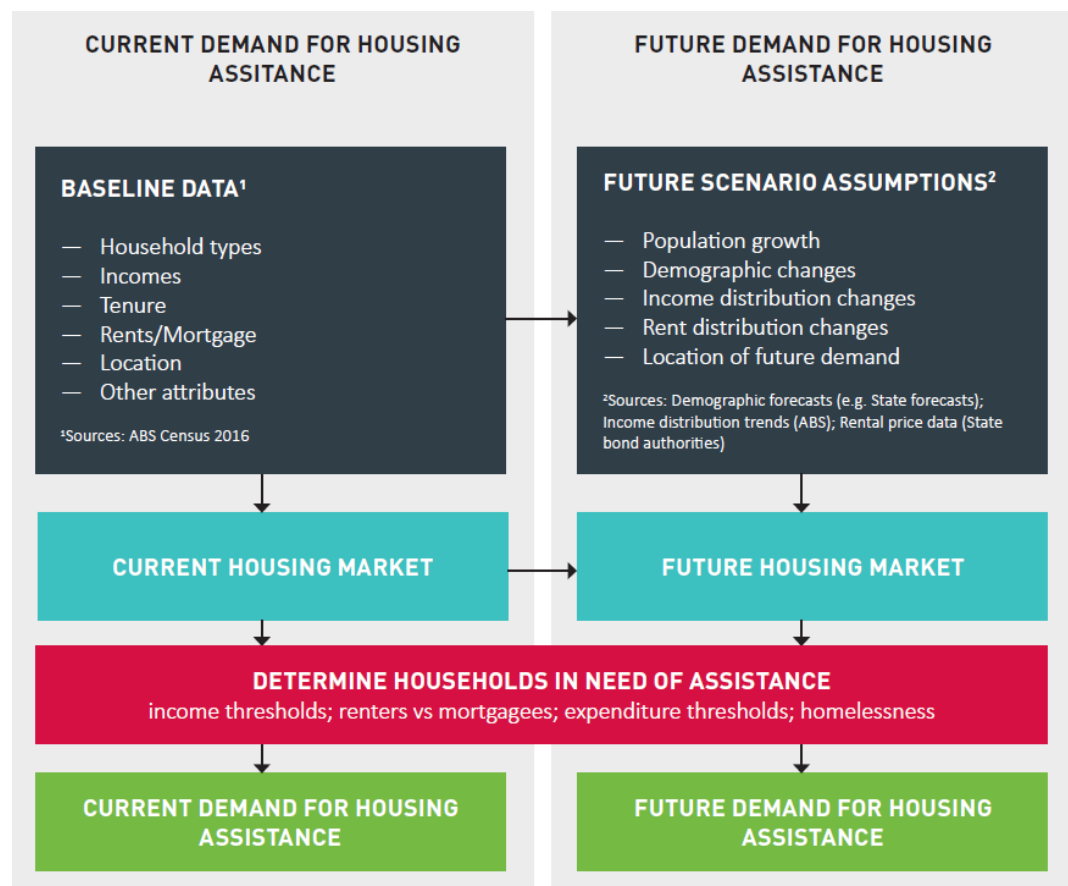 CURRENT DEMAND FOR HOUSING
ASSITANCE
BASELINE DATA¹
— Household types
— Incomes
— Tenure
— Rents/Mortgage
— Location
— Other attributes
¹Sources: ABS Census 2016
FUTURE DEMAND FOR HOUSING
ASSISTANCE
FUTURE SCENARIO ASSUMPTIONS²
— Population growth
— Demographic changes
— Income distribution changes
— Rent distribution changes
— Location of future demand
²Sources: Demographic forecasts (e.g. State forecasts);
Income distribution trends (ABS); Rental price data (State
bond authorities)
CURRENT HOUSING MARKET
FUTURE HOUSING MARKET
DETERMINE HOUSEHOLDS IN NEED OF ASSISTANCE
income thresholds; renters vs mortgagees; expenditure thresholds; homelessness
CURRENT DEMAND FOR HOUSING
ASSISTANCE
FUTURE DEMAND FOR HOUSING
ASSISTANCE